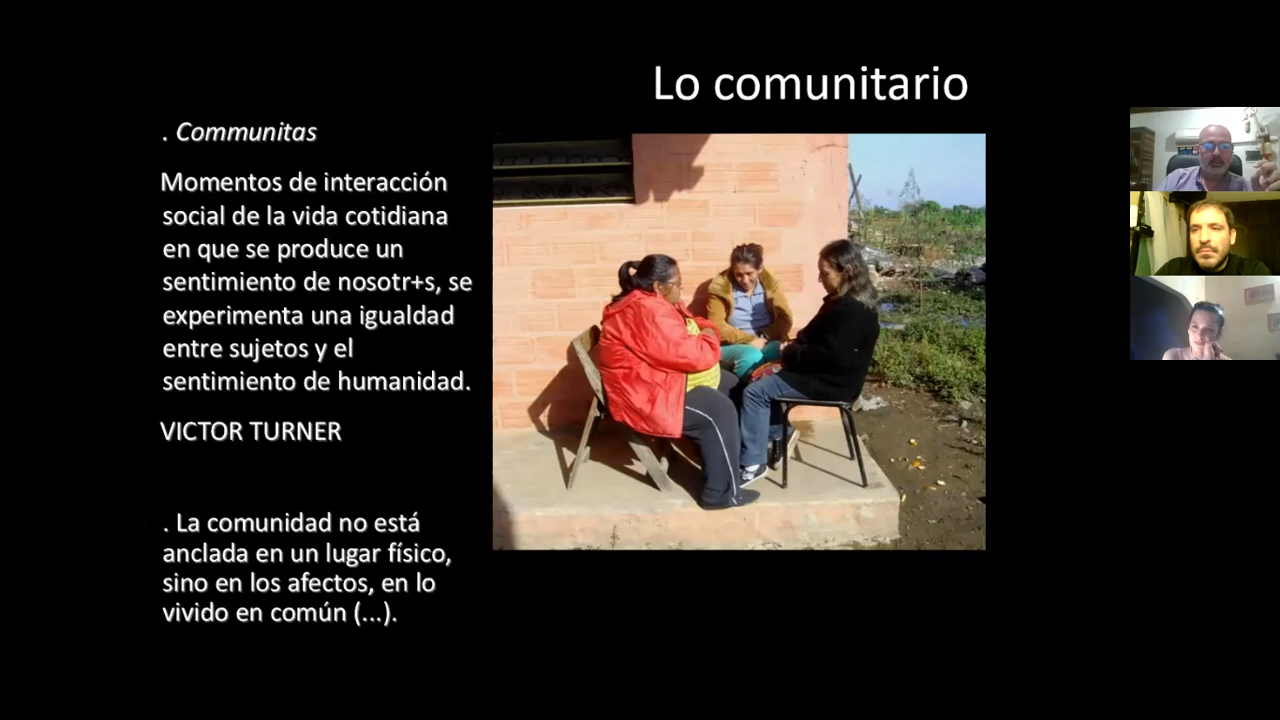 Lo comunitario
. Communitas
Momentos de interacción
social de la vida cotidiana
en que se produce un
sentimiento de nosotr+s, se
experimenta una igualdad
entre sujetos y el
sentimiento de humanidad.
VICTOR TURNER
. La comunidad no está
anclada en un lugar físico,
sino en los afectos, en lo
vivido en común (...).